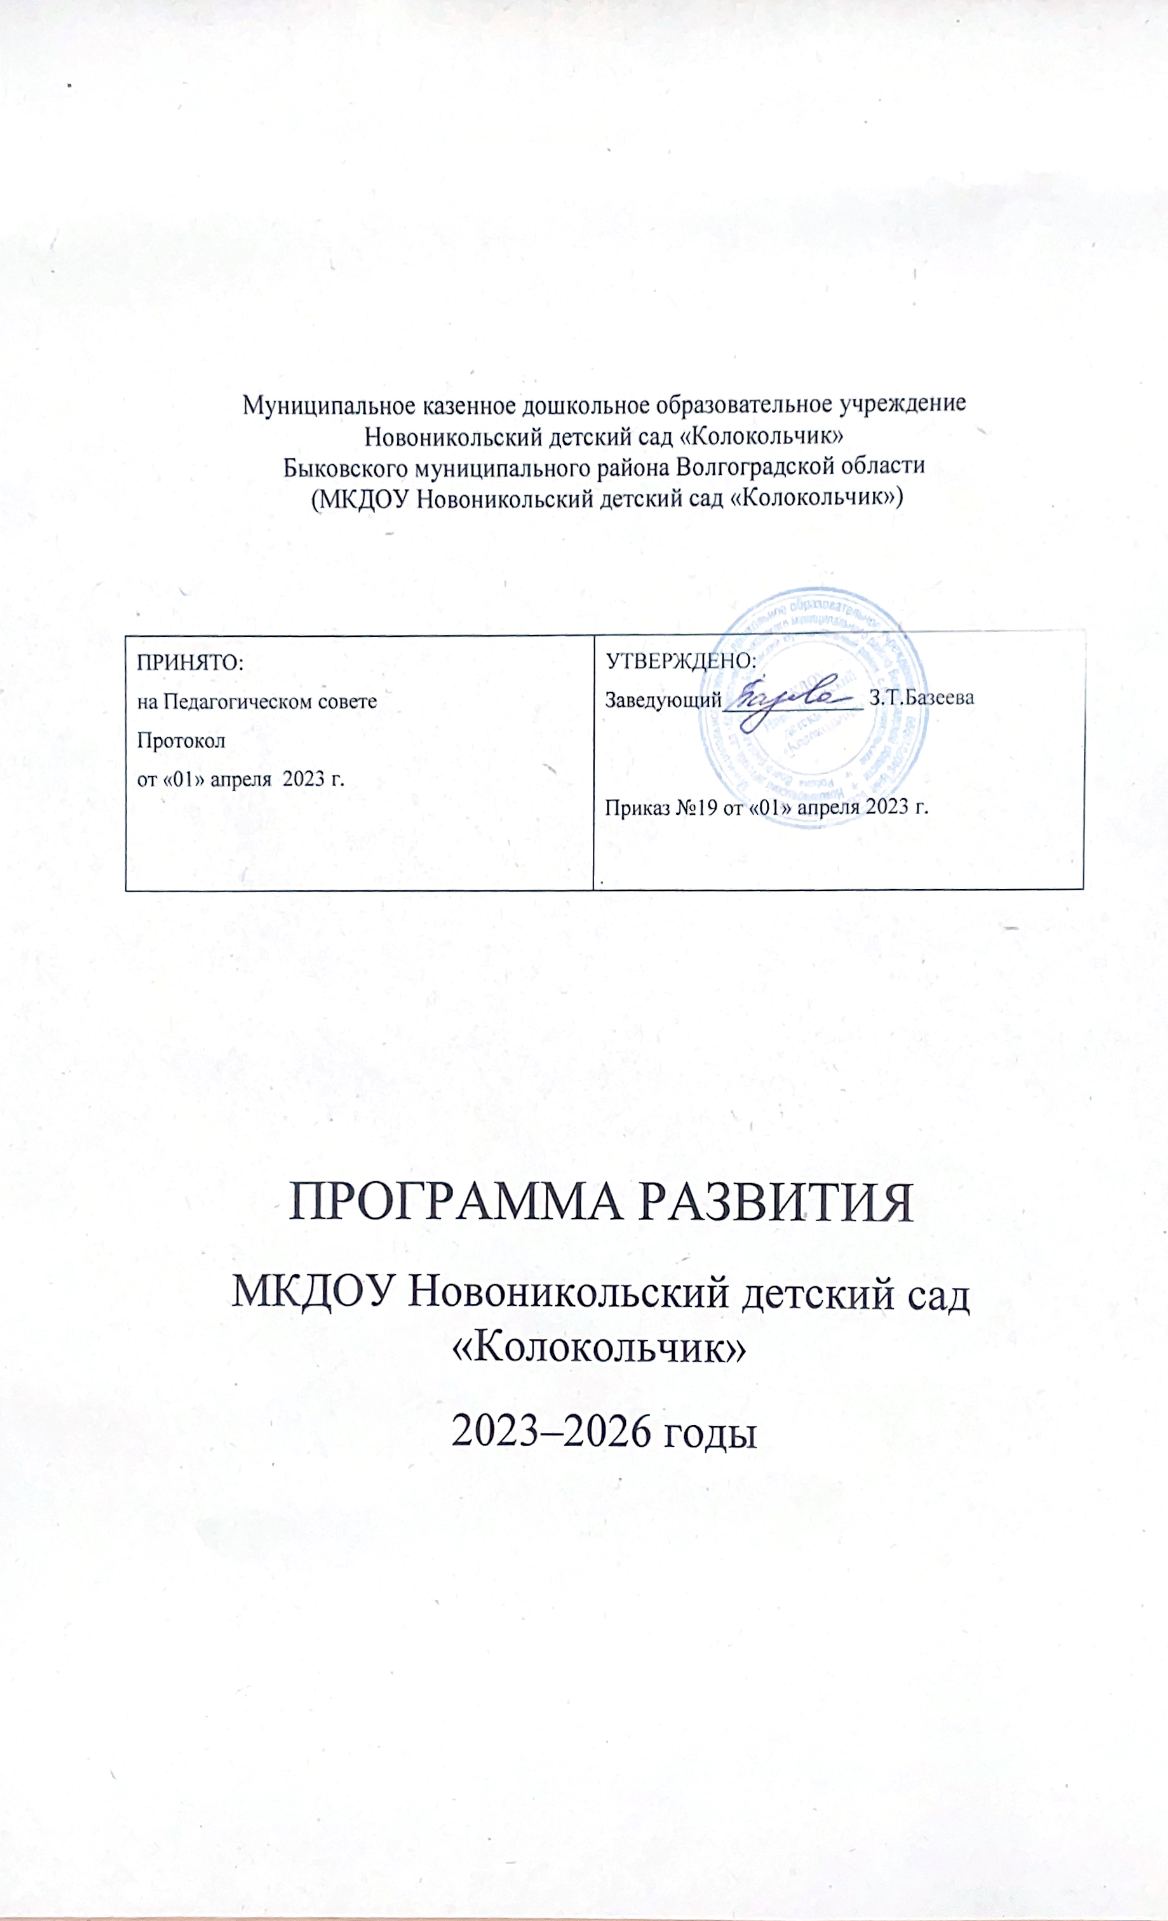 Муниципальное казенное дошкольное образовательное учреждение
Новоникольский детский сад «Колокольчик»
Быковского муниципального района Волгоградской области
(МКДОУ Новоникольский детский сад «Колокольчик»)
ПРИНЯТО:
на Педагогическом совете
Протокол
от «01» апреля 2023 г.
УТВЕРЖДЕНО:
Заведующий З.Т.Базеева
Приказ №19 от «01» апреля 2023 г.
ПРОГРАММА РАЗВИТИЯ
МКДОУ Новоникольский детский сад
«Колокольчик»
2023–2026 годы